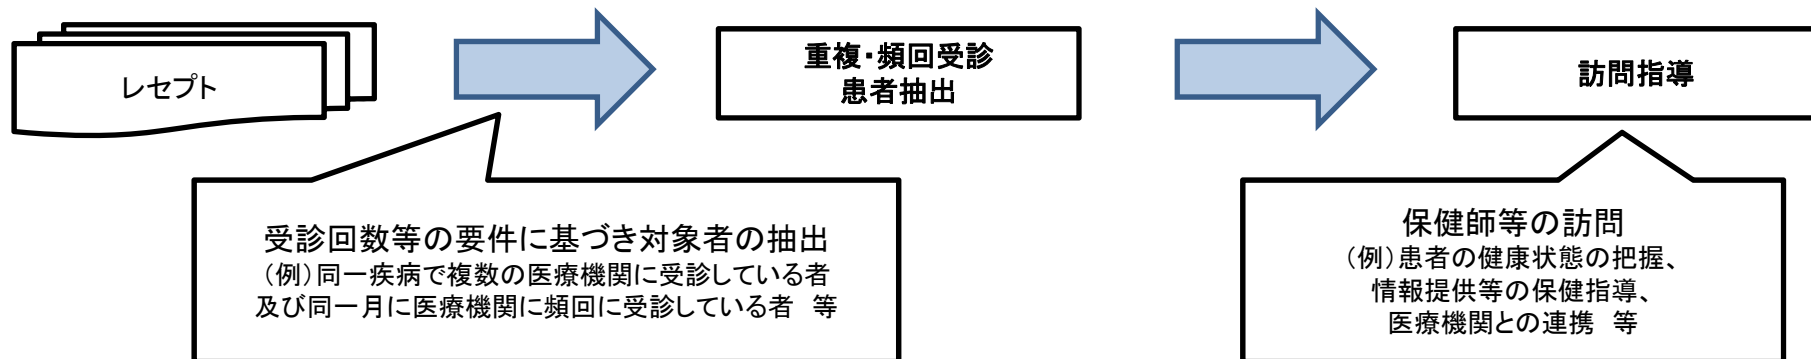 レセプト
重複・頻回受診
患者抽出
訪問指導
受診回数等の要件に基づき対象者の抽出
（例）同一疾病で複数の医療機関に受診している者
及び同一月に医療機関に頻回に受診している者　等
保健師等の訪問
（例）患者の健康状態の把握、
情報提供等の保健指導、
医療機関との連携　等